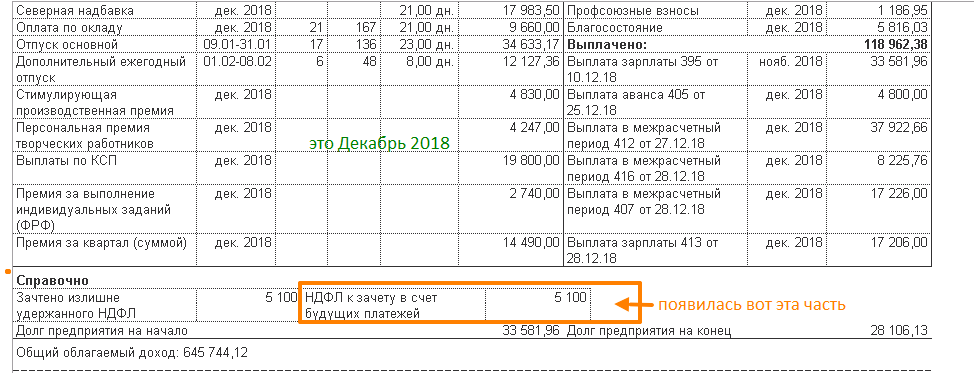 Северная надбавка дек. 2018 21,00 дн. 17 983,50 Профсоюзные взносы дек. 2018 1 186,95
Оплата по окладу дек. 2018 21 167 21,00 дн. 9 660,00 Благосостояние дек. 2018 5 816,03
Отпуск основной 09.01-31.01 17 136 23,00 дн. 34 633,17 Выплачено: 118 962,38
Дополнительный ежегодный 01.02-08.02 6 48 8,00 дн. 12 127,36 Выплата зарплаты 395 от нояб. 2018 33 581,96
отпуск 10.12.18
Стимулирующая дек. 2018 4 830,00 Выплата аванса 405 от дек. 2018 4 800,00
производственная премия 25.12.18
Персональная премия дек. 2018 4 247,00 Выплата в межрасчетный дек. 2018 37 922,66
творческих работников период 412 от 27.12.18
это Декабрь 2018
Выплаты по КСП дек. 2018 19 800,00 Выплата в межрасчетный дек. 2018 8 225,76
период 416 от 28.12.18
Премия за выполнение дек. 2018 2 740,00 Выплата в межрасчетный дек. 2018 17 226,00
индивидуальных заданий период 407 от 28.12.18
(ФРФ)
Премия за квартал (суммой) дек. 2018 14 490,00 Выплата зарплаты 413 от дек. 2018 17 206,00
28.12.18
Справочно
Зачтено излишне 5 100 НДФЛ к зачету в счет 5 100
удержанного НДФЛ будущих платежей
появилась вот эта часть
Долг предприятия на начало 33 581,96 Долг предприятия на конец 28 106,13
Общий облагаемый доход: 645 744,12